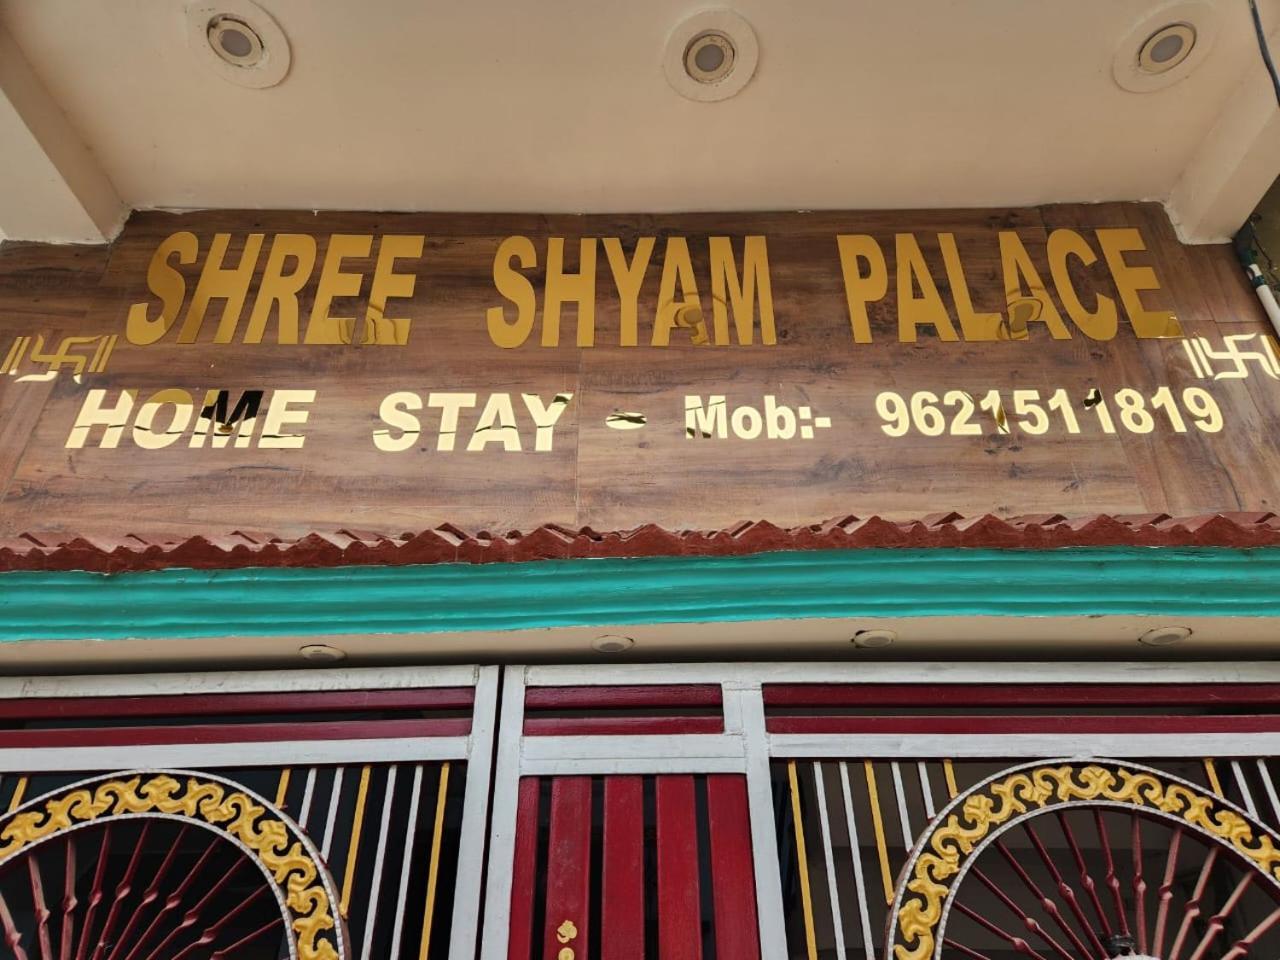 SHREE SHYAM PALACE
HOME STAY - Mob:- 9621511819